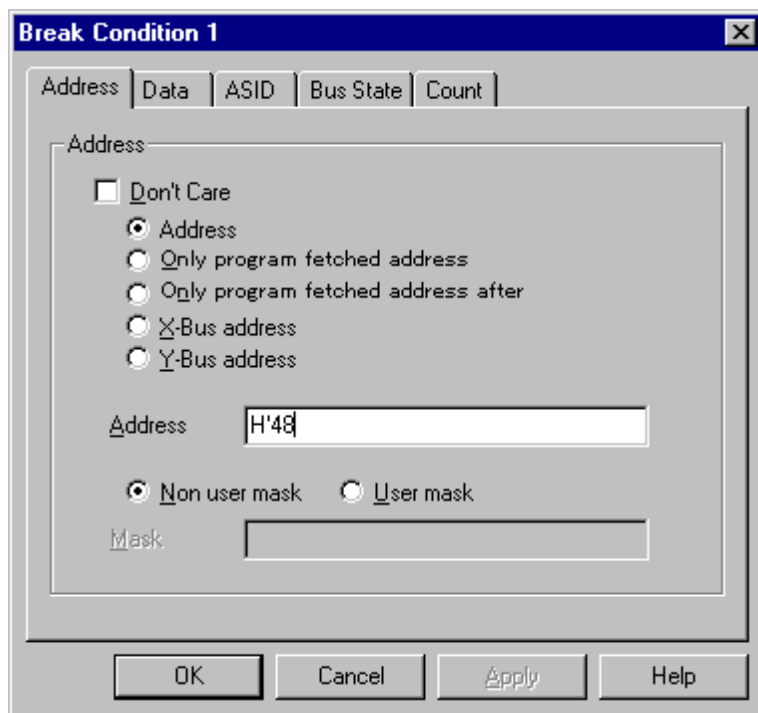 Break Condition 1
Address Data ASID Bus State Count
Address
Don't Care
Address
Only program fetched address
Only program fetched address after
X-Bus address
Y-Bus address
Address H'48
Non user mask User mask
Mask
OK Cancel Apply Help